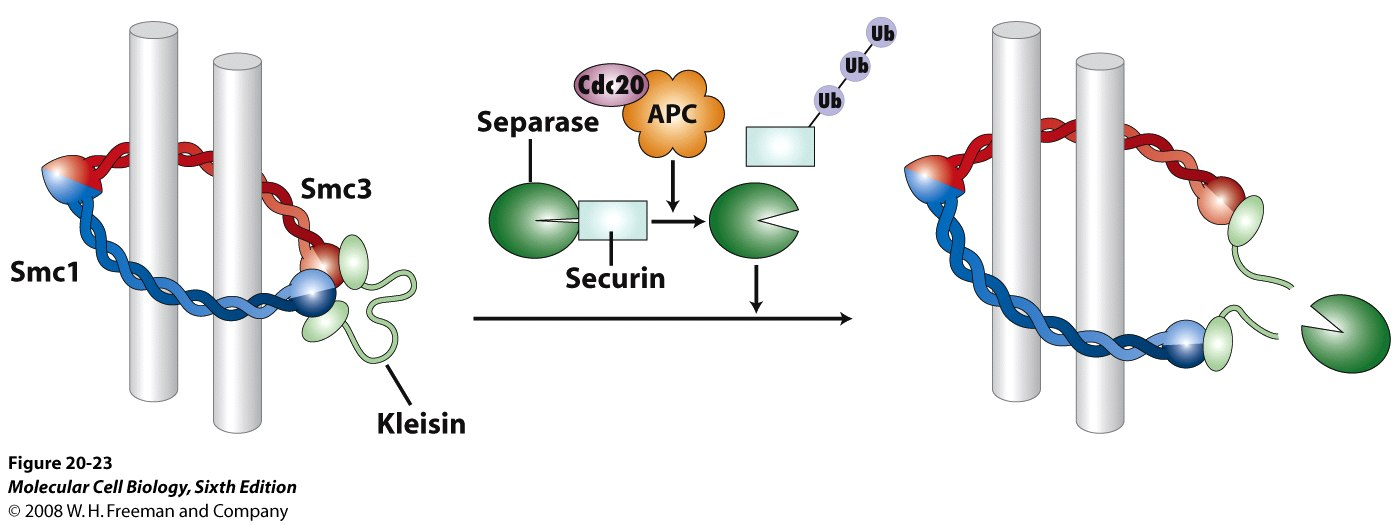 Smc1
Smc3
Kleisin
Separase
Cdc20
APC
Securin
Ub
Ub
Ub
Figure 20-23
Molecular Cell Biology, Sixth Edition
© 2008 W. H. Freeman and Company